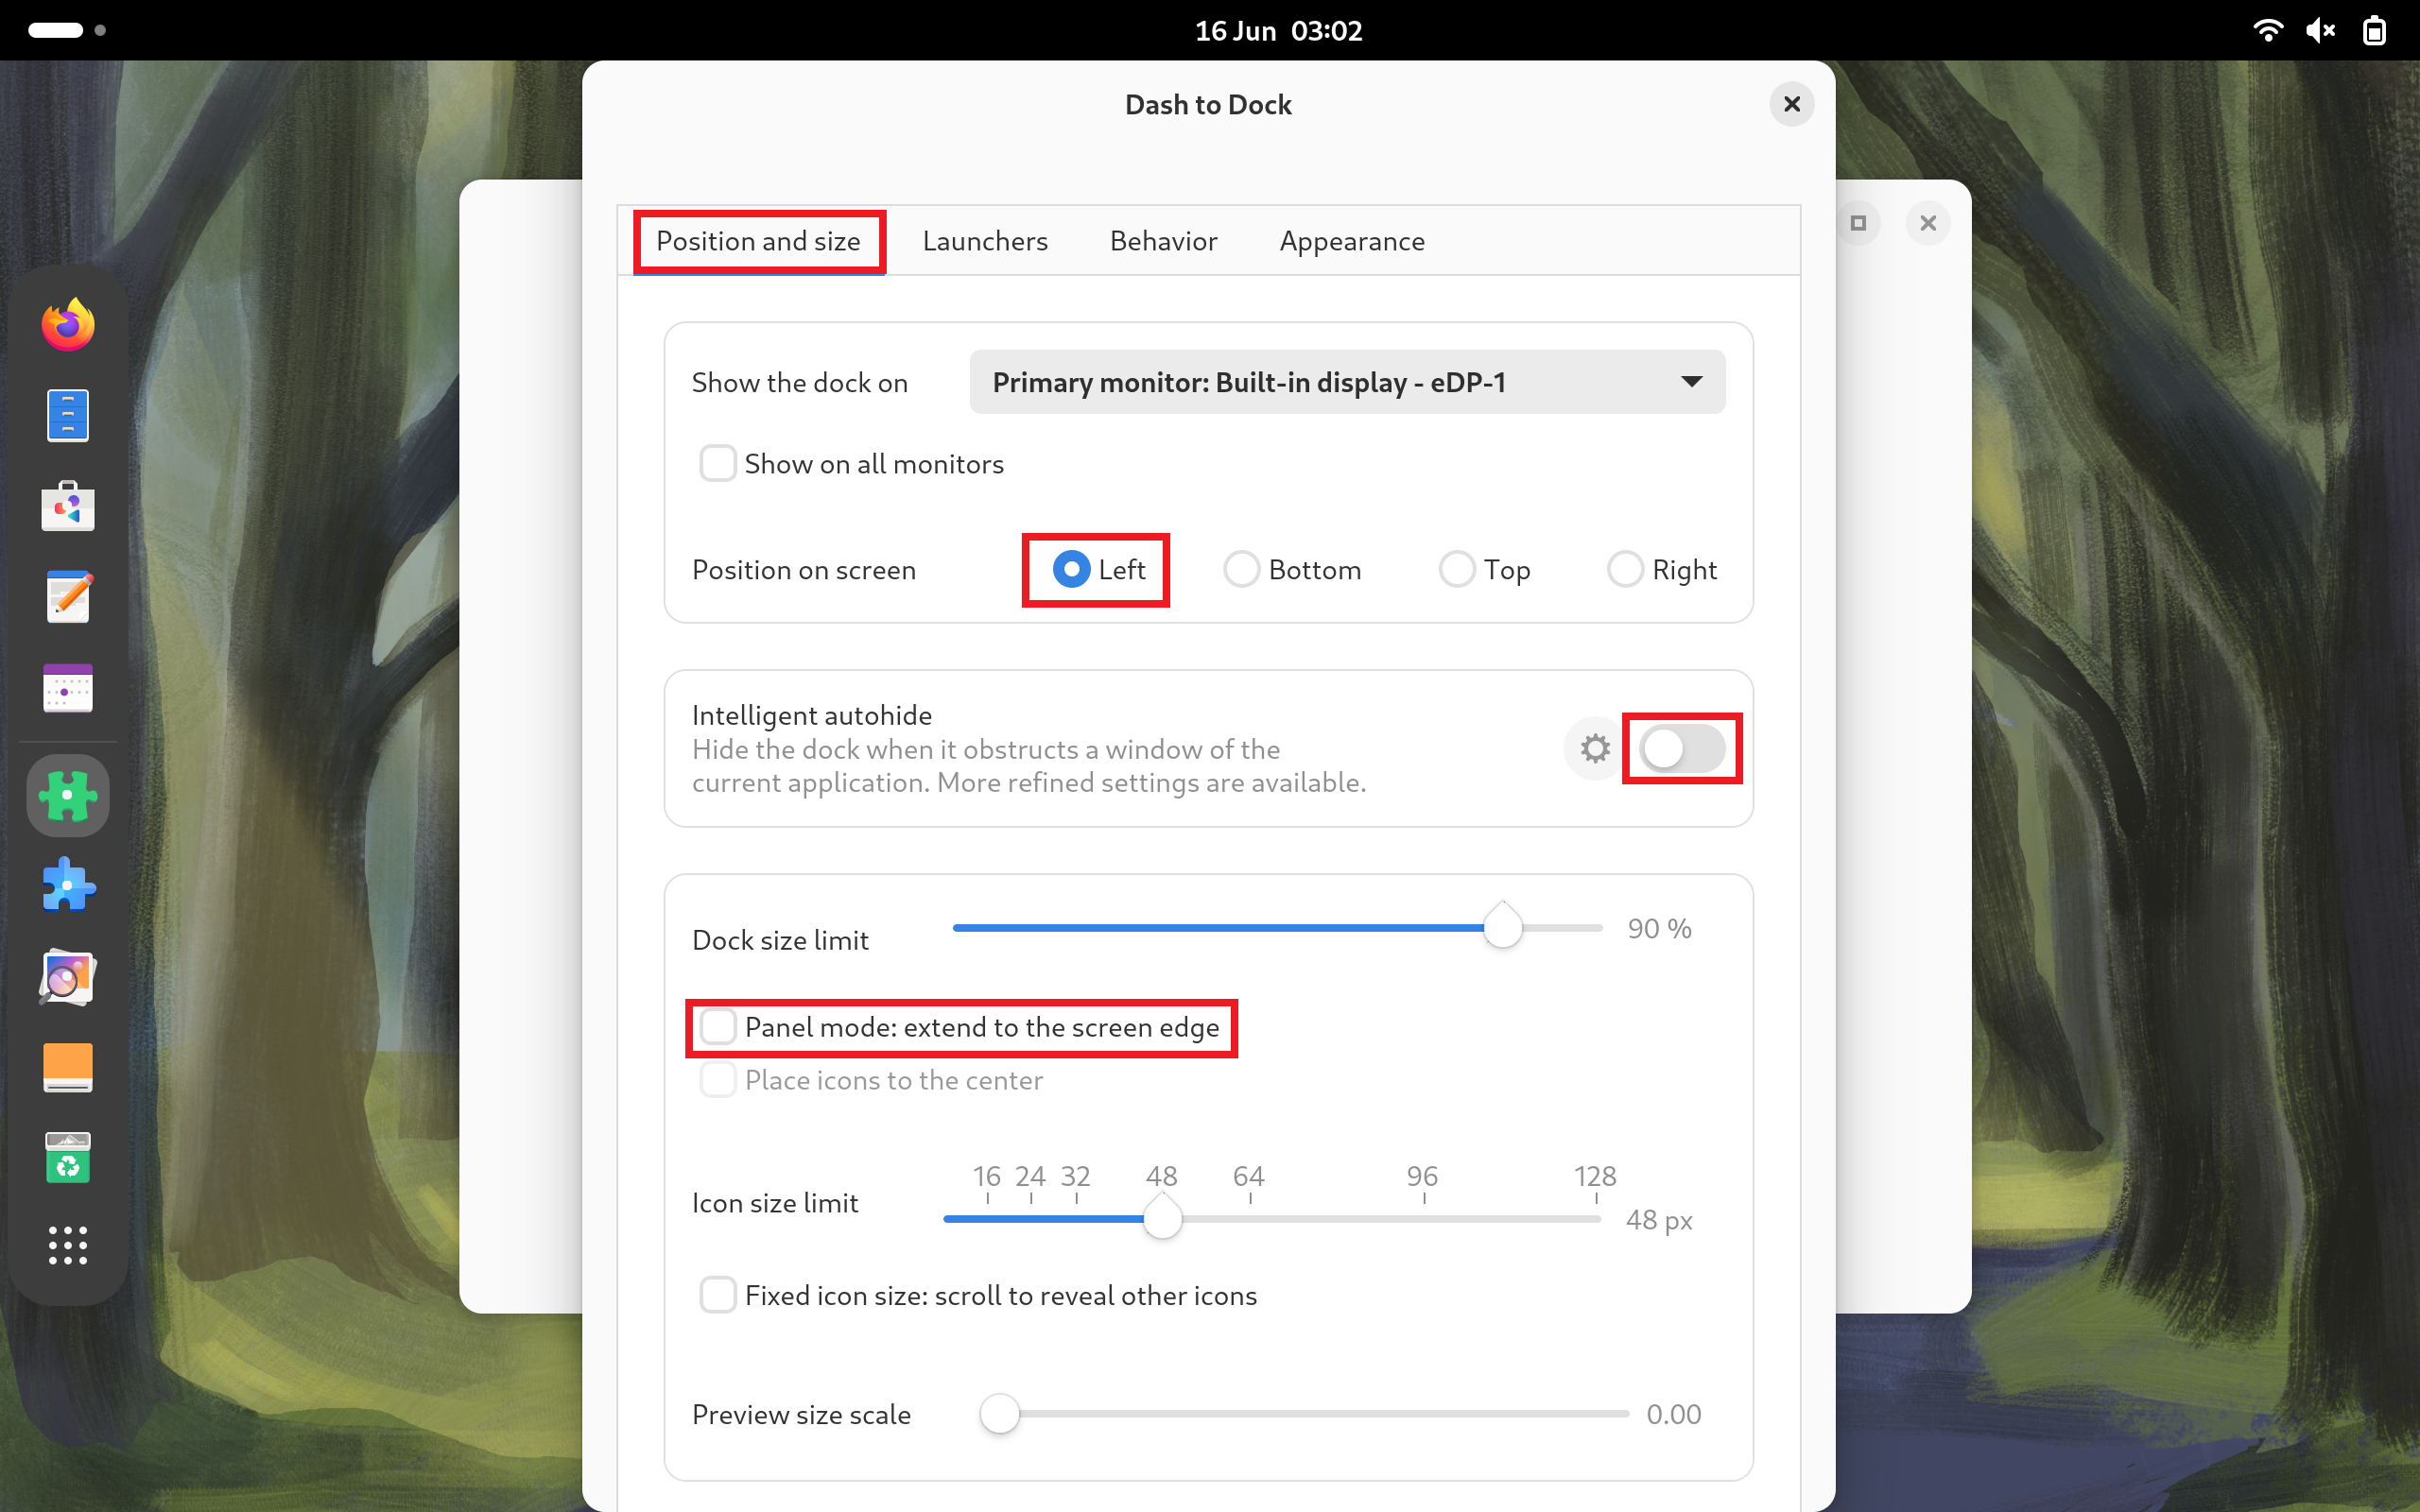 16 Jun 03:02
Dash to Dock
Position and size
Launchers
Behavior
Appearance
Show the dock on
Primary monitor: Built-in display - eDP-1
Show on all monitors
Position on screen
Left
Bottom
Top
Right
Intelligent autohide
Hide the dock when it obstructs a window of the
current application. More refined settings are available.
Dock size limit
90 %
Panel mode: extend to the screen edge
Place icons to the center
16 24 32 48 64 96 128
Icon size limit
48 px
Fixed icon size: scroll to reveal other icons
Preview size scale
0.00